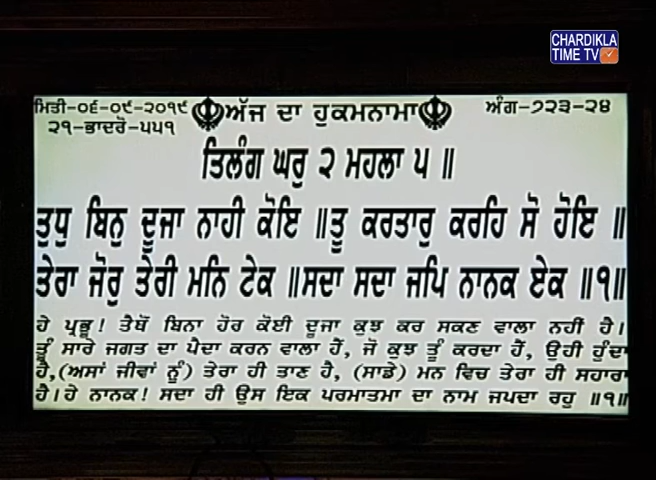 CHARDIKLA
TIME TV
ਮਿਤੀ-੦੬-੦੯-੨੦੧੯ ਅੱਜ ਦਾ ਹੁਕਮਨਾਮਾ ਅੰਗ-੭੨੩-੨੪
੨੧-ਭਾਦਰੋਂ-੫੫੧
ਤਿਲੰਗ ਘਰੁ ੨ ਮਹਲਾ ੫ ॥
ਤੁਧੁ ਬਿਨੁ ਦੂਜਾ ਨਾਹੀ ਕੋਇ ॥ ਤੂ ਕਰਤਾਰੁ ਕਰਹਿ ਸੋ ਹੋਇ ॥
ਤੇਰਾ ਜੋਰੁ ਤੇਰੀ ਮਨਿ ਟੇਕ ॥ਸਦਾ ਸਦਾ ਜਪਿ ਨਾਨਕ ਏਕ ॥੧॥
ਹੇ ਪ੍ਰਭੂ! ਤੈਥੋਂ ਬਿਨਾ ਹੋਰ ਕੋਈ ਦੂਜਾ ਕੁਝ ਕਰ ਸਕਣ ਵਾਲਾ ਨਹੀਂ ਹੈ।
ਤੂੰ ਸਾਰੇ ਜਗਤ ਦਾ ਪੈਦਾ ਕਰਨ ਵਾਲਾ ਹੈਂ, ਜੋ ਕੁਝ ਤੂੰ ਕਰਦਾ ਹੈਂ, ਉਹੀ ਹੁੰਦਾ
ਹੈ,(ਅਸਾਂ ਜੀਵਾਂ ਨੂੰ) ਤੇਰਾ ਹੀ ਤਾਣ ਹੈ, (ਸਾਡੇ) ਮਨ ਵਿਚ ਤੇਰਾ ਹੀ ਸਹਾਰਾ
ਹੈ। ਹੇ ਨਾਨਕ! ਸਦਾ ਹੀ ਉਸ ਇਕ ਪਰਮਾਤਮਾ ਦਾ ਨਾਮ ਜਪਦਾ ਰਹੁ ॥੧॥